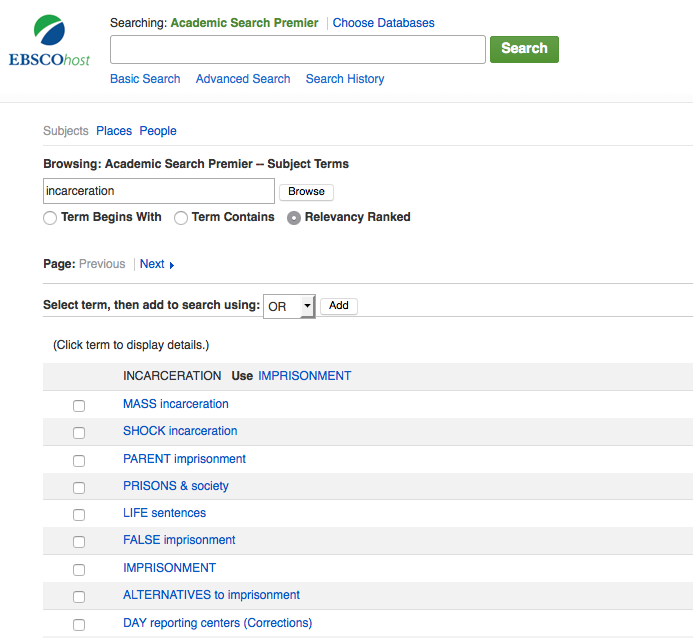 Searching: Academic Search Premier | Choose Databases
EBSCOhost
Search
Basic Search Advanced Search Search History
Subjects Places People
Browsing: Academic Search Premier -- Subject Terms
incarceration Browse
Term Begins With Term Contains Relevancy Ranked
Page: Previous | Next
Select term, then add to search using: OR Add
(Click term to display details.)
INCARCERATION Use IMPRISONMENT
MASS incarceration
SHOCK incarceration
PARENT imprisonment
PRISONS & society
LIFE sentences
FALSE imprisonment
IMPRISONMENT
ALTERNATIVES to imprisonment
DAY reporting centers (Corrections)